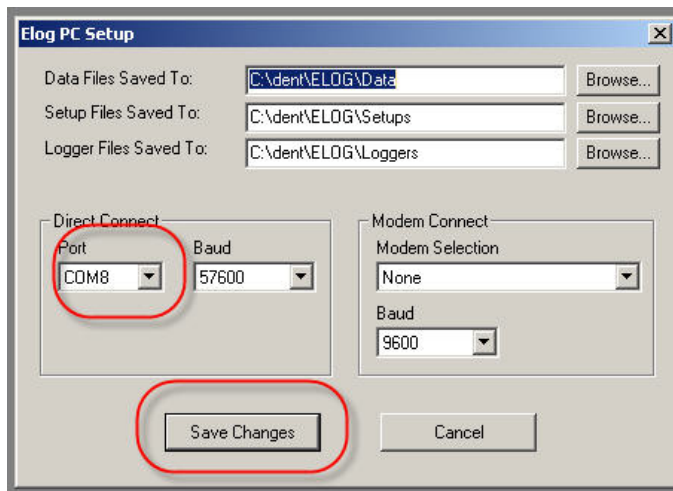 Elog PC Setup
Data Files Saved To: C:\dent\ELOG\Data Browse...
Setup Files Saved To: C:\dent\ELOG\Setups Browse...
Logger Files Saved To: C:\dent\ELOG\Loggers Browse...
Direct Connect Modem Connect
Port Baud Modem Selection
COM8 57600 None
Baud
9600
Save Changes Cancel